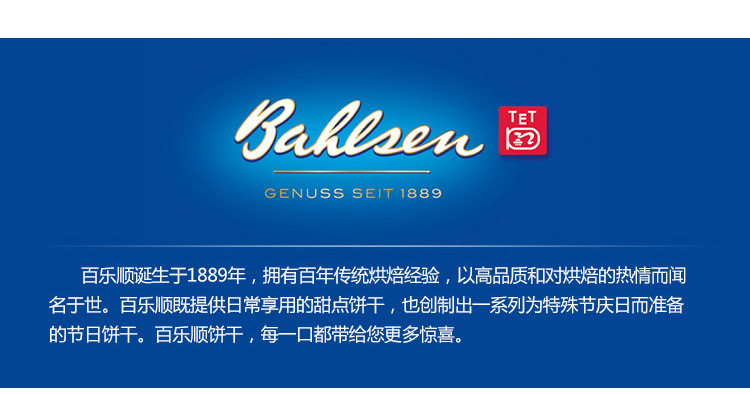 Bahlsen
TET
GENUSS SEIT 1889
百乐顺诞生于1889年，拥有百年传统烘焙经验，以高品质和对烘焙的热情而闻
名于世。百乐顺既提供日常享用的甜点饼干，也创制出一系列为特殊节庆日而准备
的节日饼干。百乐顺饼干，每一口都带给您更多惊喜。